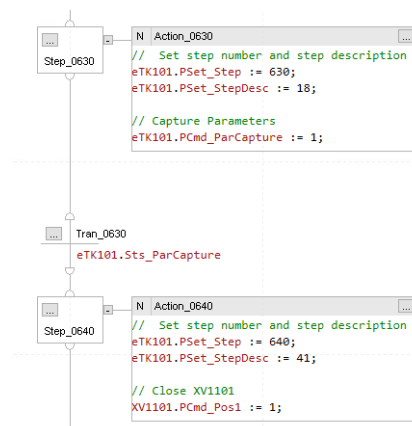 ...
N Action_0630 ...
Step_0630
// Set step number and step description
eTK101.PSet_Step := 630;
eTK101.PSet_StepDesc := 18;
// Capture Parameters
eTK101.PCmd_ParCapture := 1;
... Tran_0630
eTK101.Sts_ParCapture
...
N Action_0640 ...
Step_0640
// Set step number and step description
eTK101.PSet_Step := 640;
eTK101.PSet_StepDesc := 41;
// Close XV1101
XV1101.PCmd_Pos1 := 1;